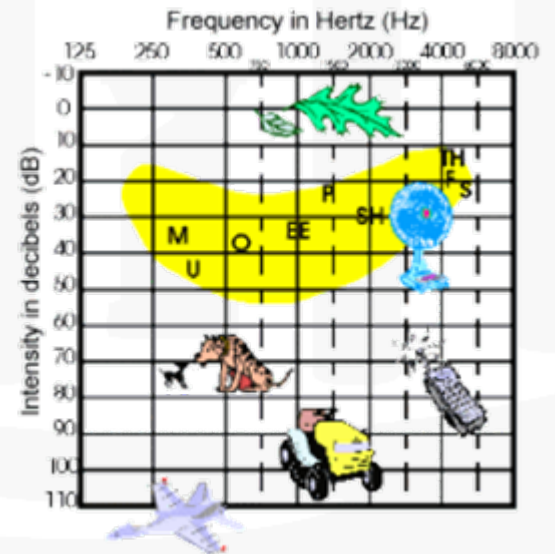 Frequency in Hertz (Hz)
125 250 500 1000 2000 4000 8000
Intensity in decibels (dB)
-10
0
10
TH
20
F
P S
30
SH
M O EE
40
U
50
60
70
80
90
100
110